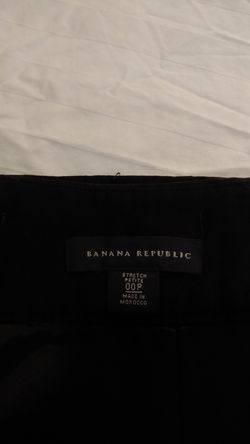 BANANA REPUBLIC
STRETCH
PETITE
00P
MADE IN
MOROCCO